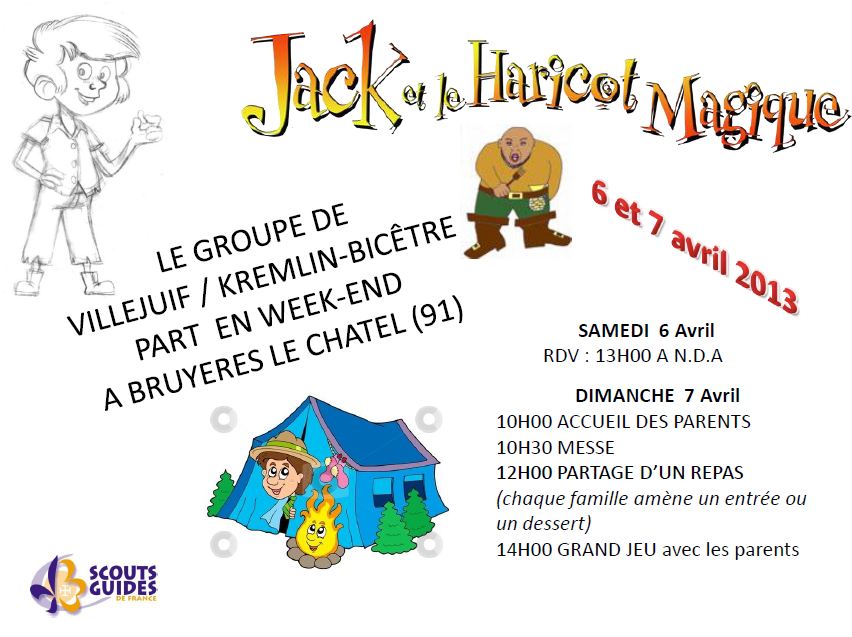 Jack et le Haricot Magique
6 et 7 avril 2013
LE GROUPE DE
VILLEJUIF / KREMLIN-BICÊTRE
PART EN WEEK-END
A BRUYERES LE CHATEL (91)
SAMEDI 6 Avril
RDV : 13H00 A N.D.A
DIMANCHE 7 Avril
10H00 ACCUEIL DES PARENTS
10H30 MESSE
12H00 PARTAGE D’UN REPAS
(chaque famille amène un entrée ou
un dessert)
14H00 GRAND JEU avec les parents
SCOUTS
GUIDES
DE FRANCE